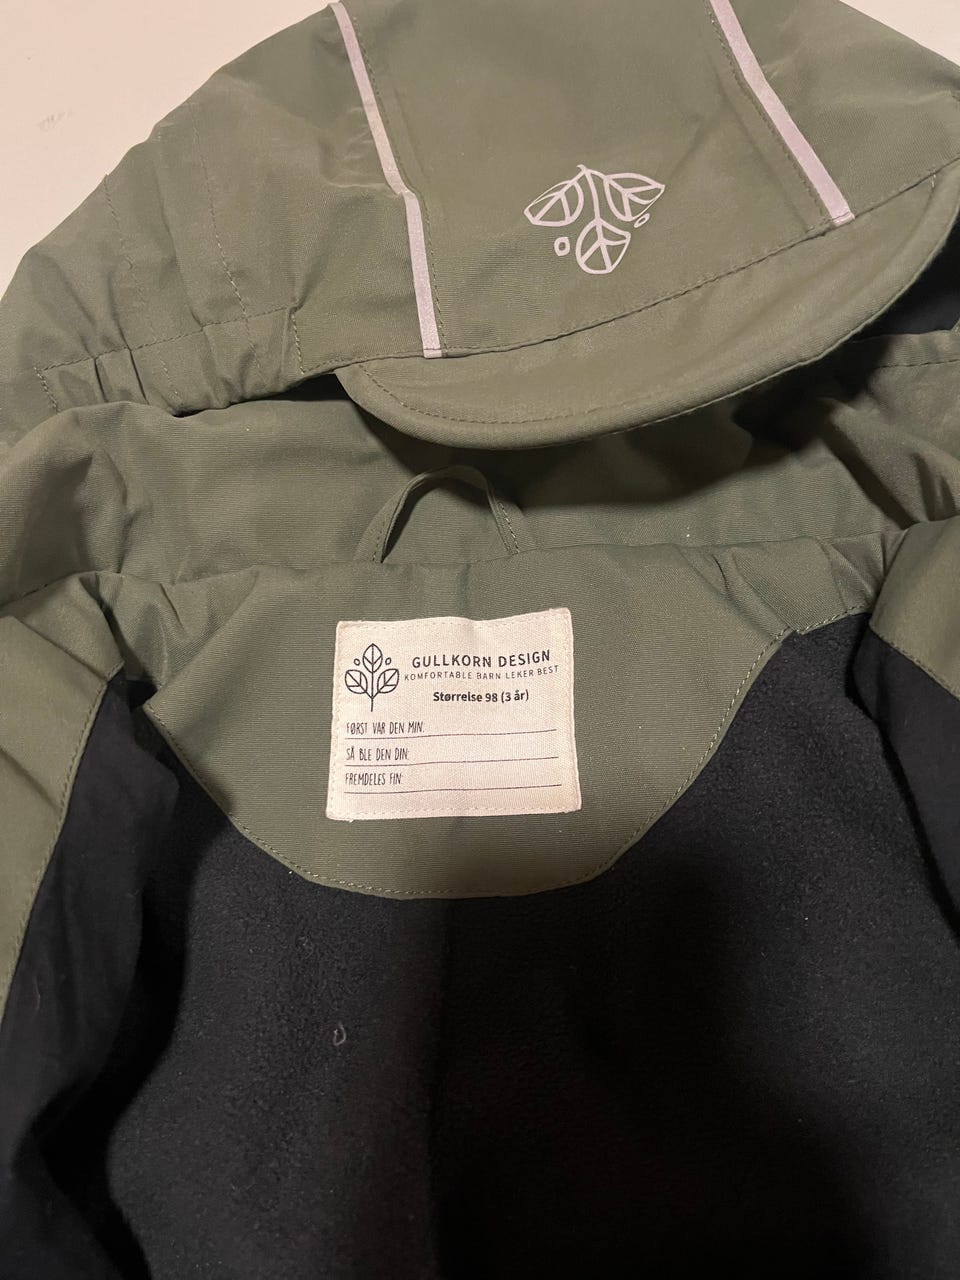 GULLKORN DESIGN
KOMFORTABLE BARN LEKER BEST
Størrelse 98 (3 år)
FØRST VAR DEN MIN:
SÅ BLE DEN DIN:
FREMDELES FIN: